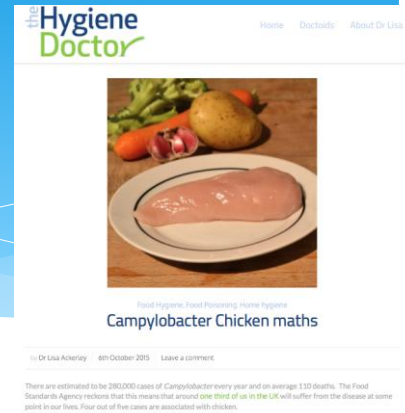 the Hygiene
Doctor
Home Doctoids About Dr Lisa
Food Hygiene, Food Poisoning, Home hygiene
Campylobacter Chicken maths
by Dr Lisa Ackerley 6th October 2015 Leave a comment
There are estimated to be 280,000 cases of Campylobacter every year and on average 110 deaths. The Food
Standards Agency reckons that this means that around one third of us in the UK will suffer from the disease at some
point in our lives. Four out of five cases are associated with chicken.